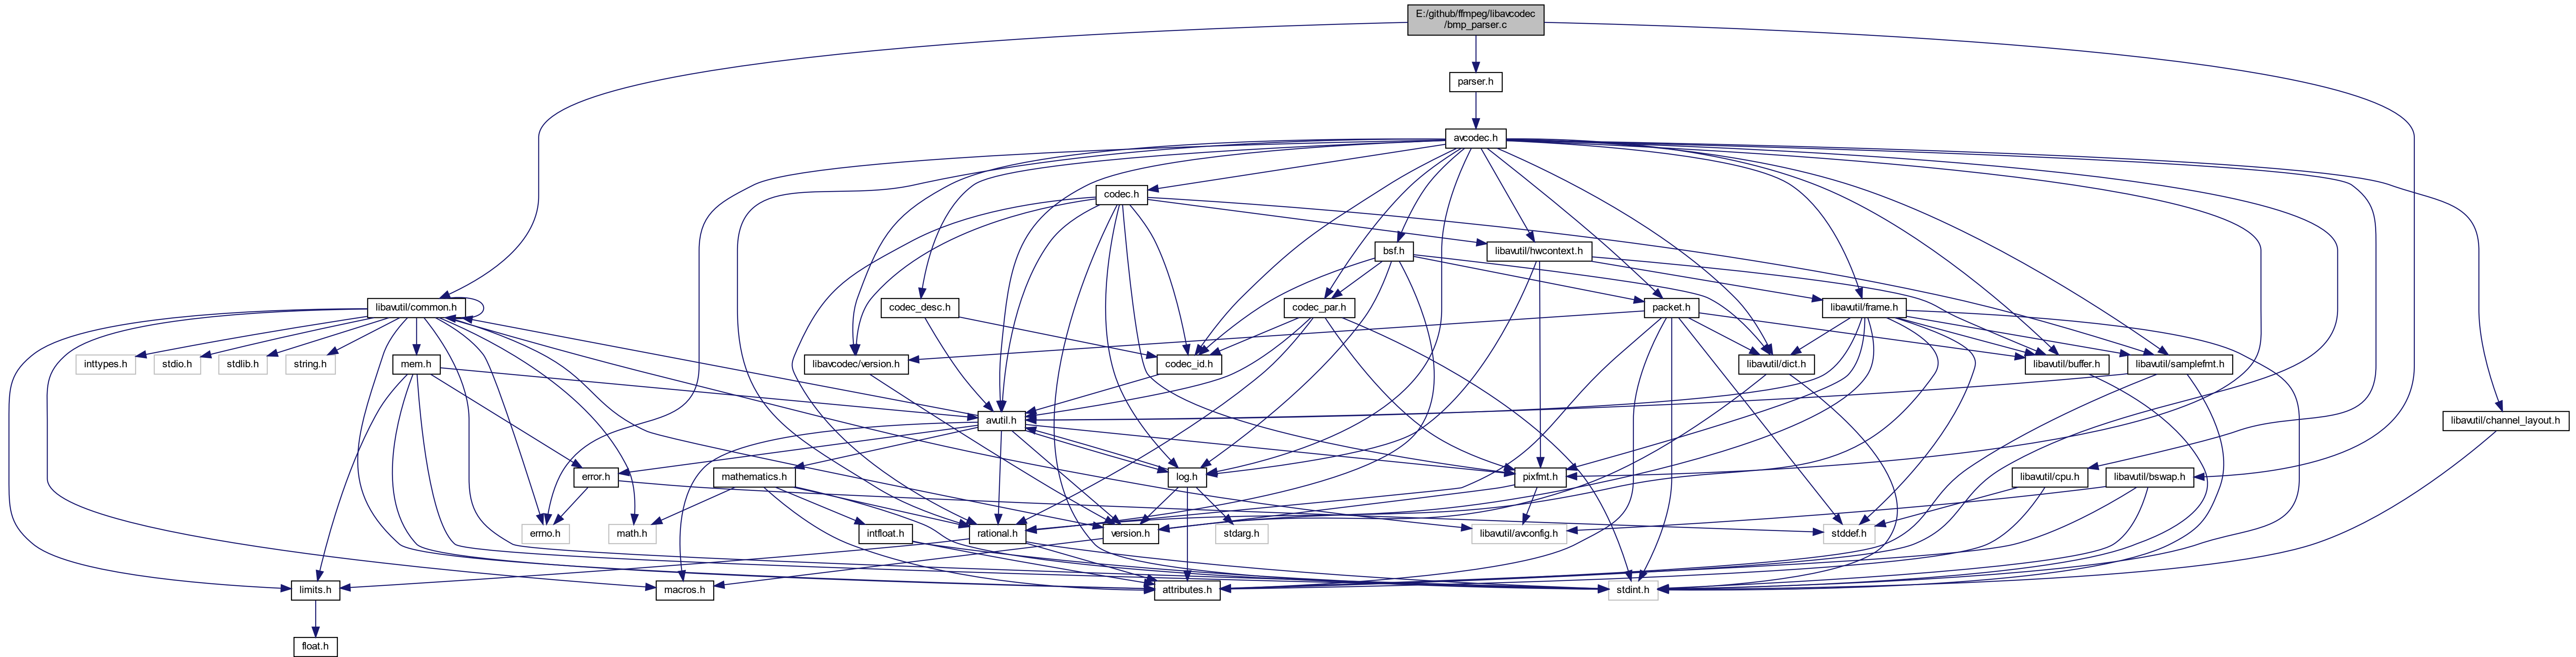 E:/github/ffmpeg/libavcodec
/bmp_parser.c
parser.h
avcodec.h
codec.h
bsf.h
libavutil/hwcontext.h
libavutil/common.h
codec_desc.h
codec_par.h
packet.h
libavutil/frame.h
inttypes.h
stdio.h
stdlib.h
string.h
mem.h
libavcodec/version.h
codec_id.h
libavutil/dict.h
libavutil/buffer.h
libavutil/samplefmt.h
avutil.h
libavutil/channel_layout.h
error.h
mathematics.h
log.h
pixfmt.h
libavutil/cpu.h
libavutil/bswap.h
errno.h
math.h
intfloat.h
rational.h
version.h
stdarg.h
libavutil/avconfig.h
stddef.h
limits.h
macros.h
attributes.h
stdint.h
float.h